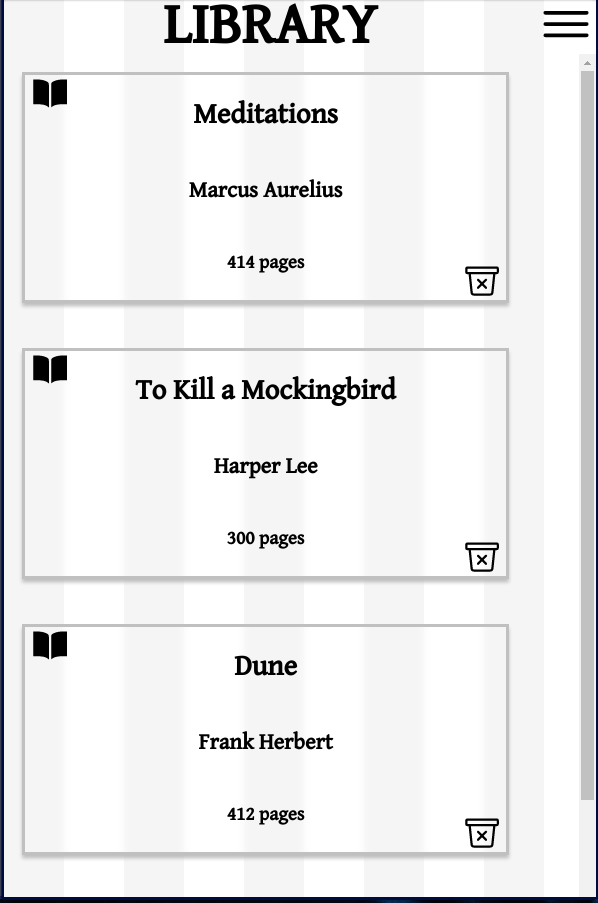 LIBRARY
Meditations
Marcus Aurelius
414 pages
To Kill a Mockingbird
Harper Lee
300 pages
Dune
Frank Herbert
412 pages